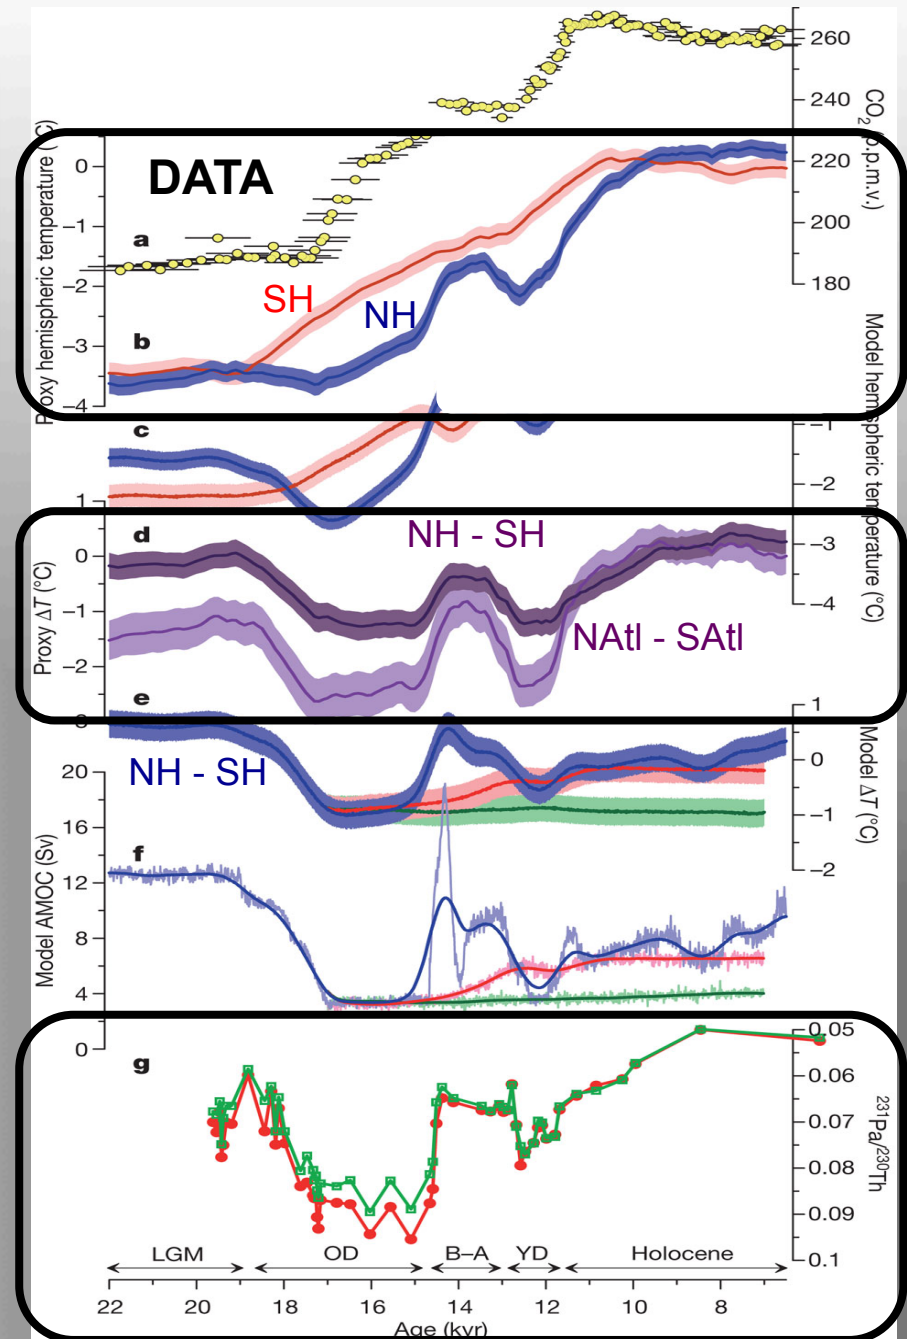 260
240
CO2 (p.p.m.v.)
220
200
180
Proxy hemispheric temperature (°C)
0
−1
−2
−3
−4
DATA
a
SH
NH
b
Model hemispheric temperature (°C)
−1
−2
−3
−4
c
1
Proxy ΔT (°C)
0
−1
−2
d
NH - SH
NAtl - SAtl
e
1
0
−1
−2
Model ΔT (°C)
NH - SH
20
16
12
8
4
0
Model AMOC (Sv)
f
g
0.05
0.06
0.07
0.08
0.09
0.1
231Pa/230Th
LGM OD B–A YD Holocene
22 20 18 16 14 12 10 8
Age (kyr)